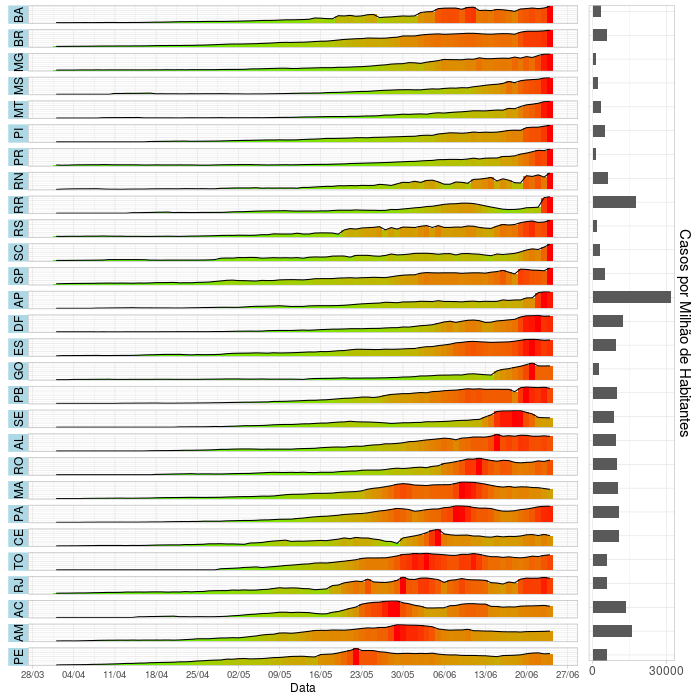 BA
BR
MG
MS
MT
PI
PR
RN
RR
RS
SC
SP
AP
DF
ES
GO
PB
SE
AL
RO
MA
PA
CE
TO
RJ
AC
AM
PE
28/03 04/04 11/04 18/04 25/04 02/05 09/05 16/05 23/05 30/05 06/06 13/06 20/06 27/06
Data
0 30000
Casos por Milhão de Habitantes